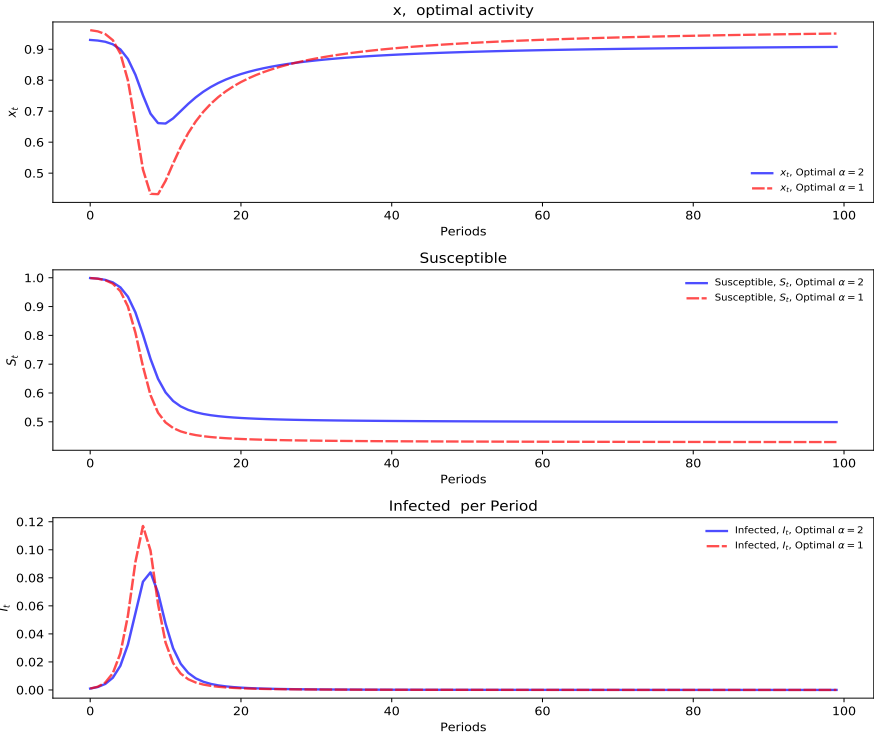 x,  optimal activity
0.9
0.8
0.7
0.6
0.5
x_t
x_t, Optimal α = 2
x_t, Optimal α = 1
0 20 40 60 80 100
Periods
Susceptible
1.0
0.9
0.8
0.7
0.6
0.5
S_t
Susceptible, S_t, Optimal α = 2
Susceptible, S_t, Optimal α = 1
0 20 40 60 80 100
Periods
Infected  per Period
0.12
0.10
0.08
0.06
0.04
0.02
0.00
I_t
Infected, I_t, Optimal α = 2
Infected, I_t, Optimal α = 1
0 20 40 60 80 100
Periods